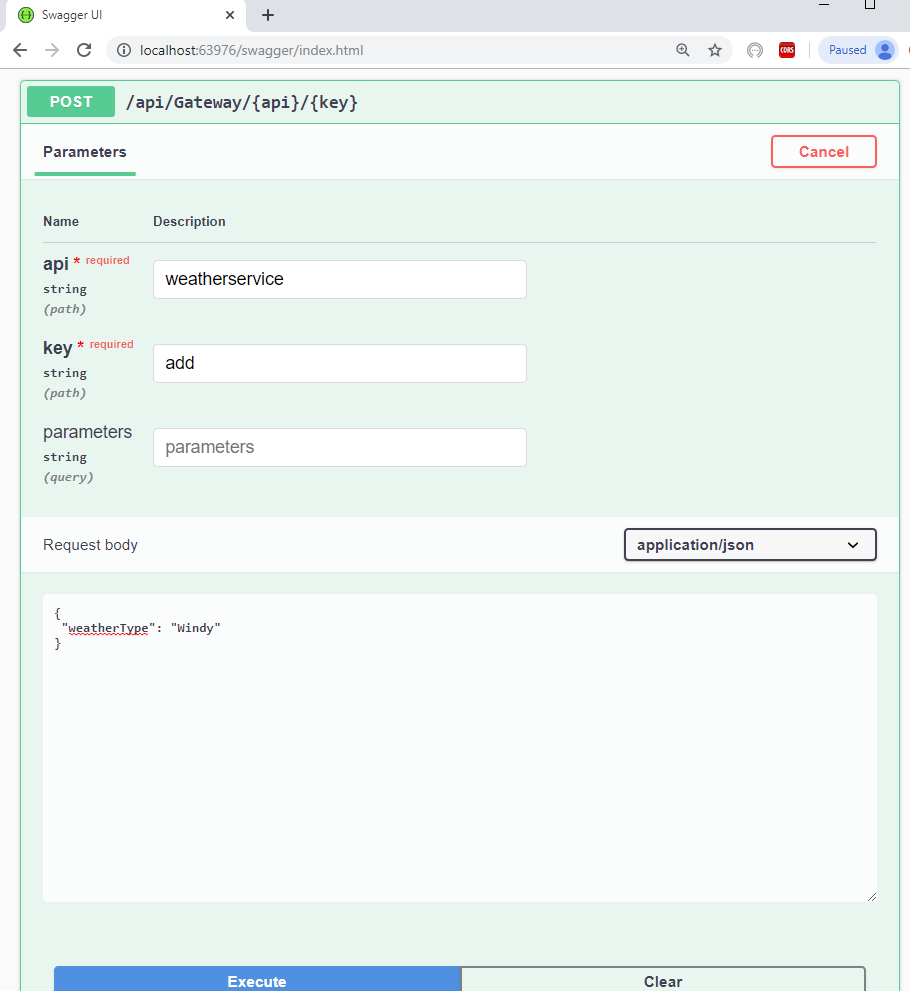 Swagger UI
localhost:63976/swagger/index.html
CORS
Paused
POST /api/Gateway/{api}/{key}
Parameters
Cancel
Name Description
api * required
string
(path)
weatherservice
key * required
string
(path)
add
parameters
string
(query)
parameters
Request body
application/json
{
"weatherType": "Windy"
}
Execute
Clear